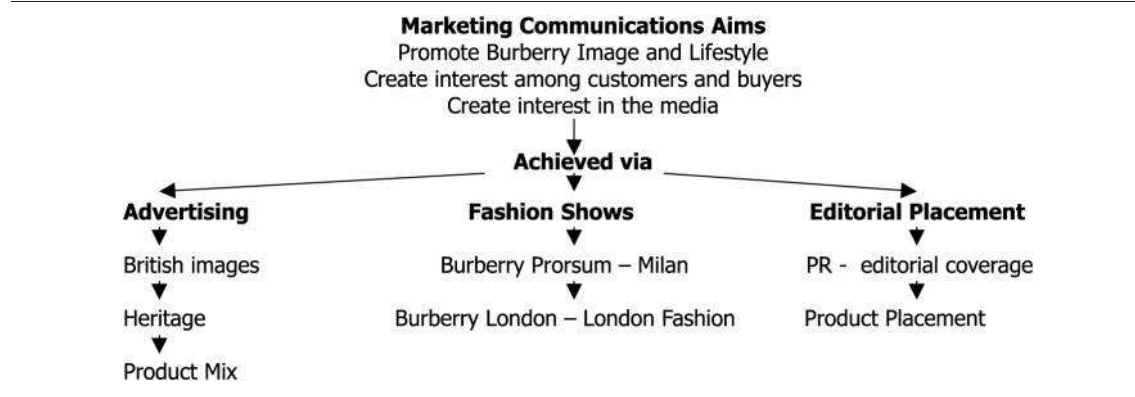 Marketing Communications Aims
Promote Burberry Image and Lifestyle
Create interest among customers and buyers
Create interest in the media
Achieved via
Advertising
British images
Heritage
Product Mix
Fashion Shows
Burberry Prorsum – Milan
Burberry London – London Fashion
Editorial Placement
PR - editorial coverage
Product Placement